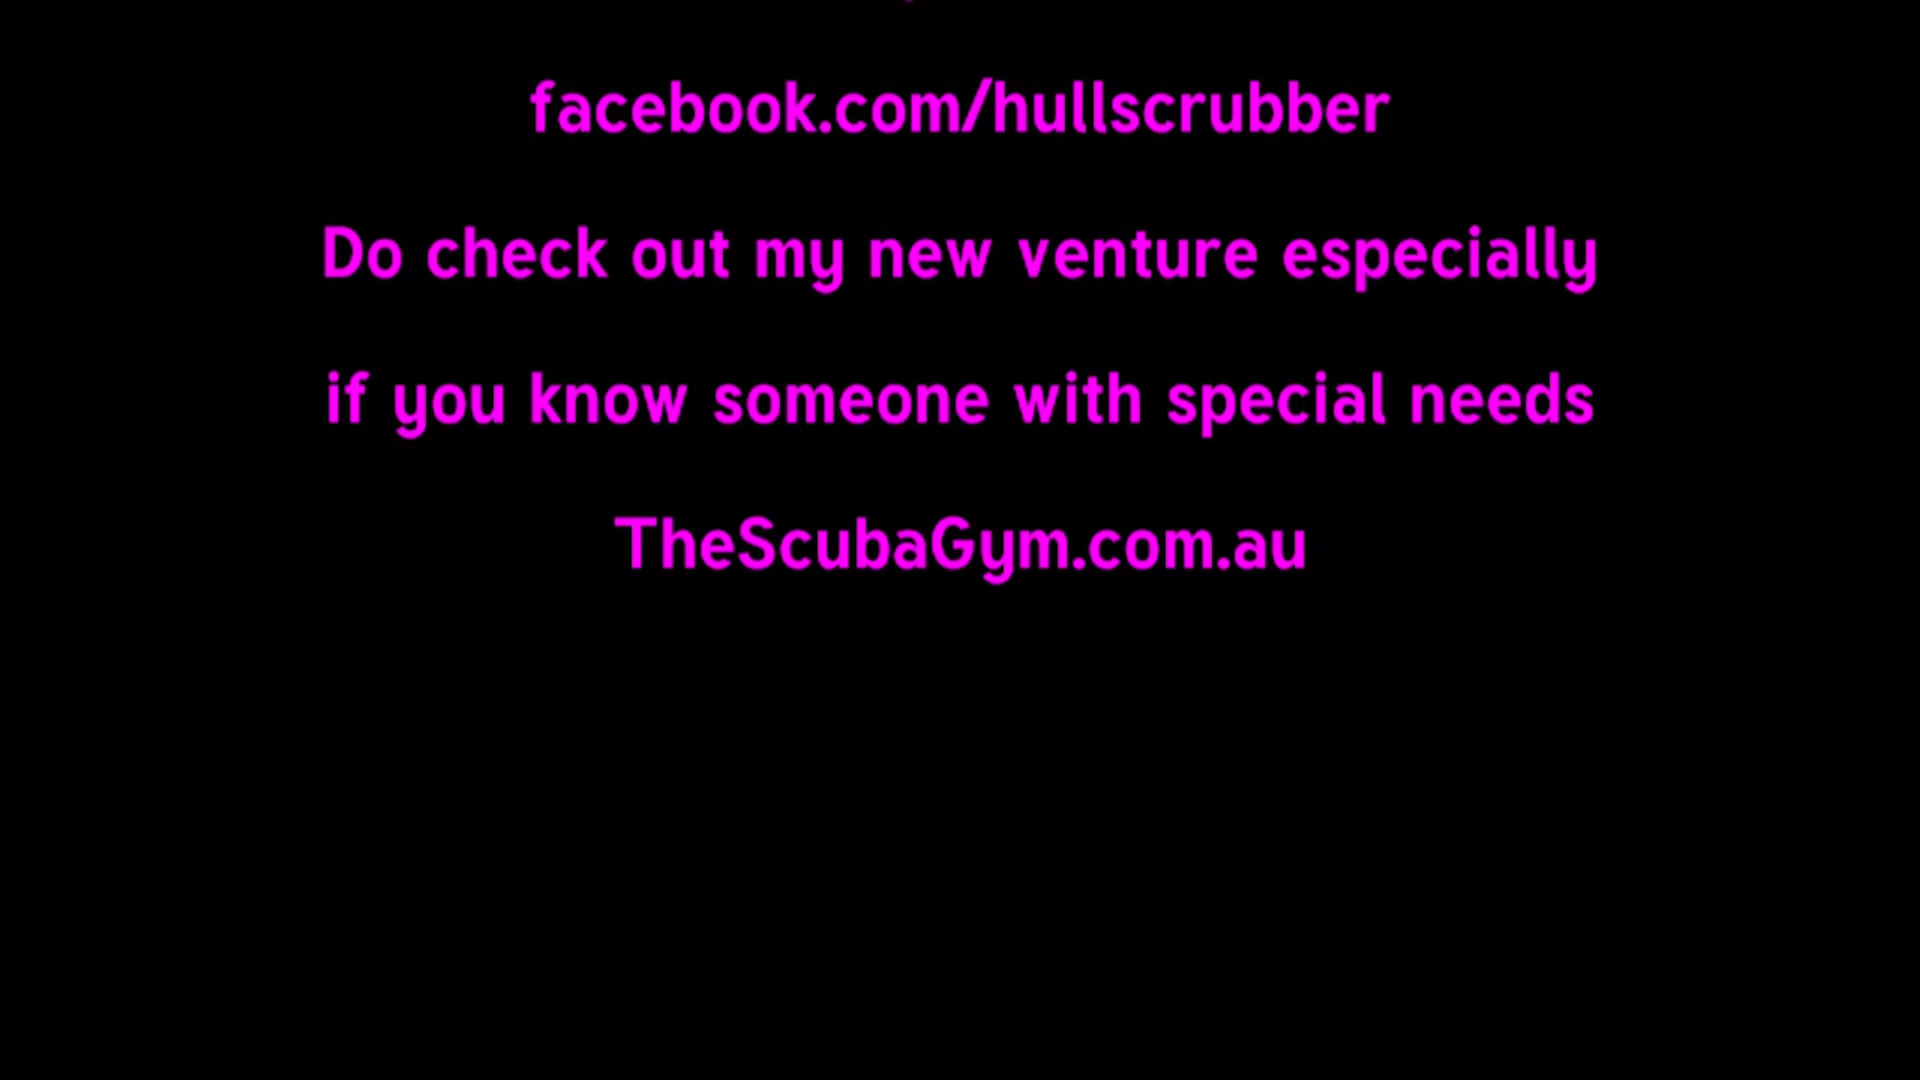 facebook.com/hullscrubber
Do check out my new venture especially
if you know someone with special needs
TheScubaGym.com.au